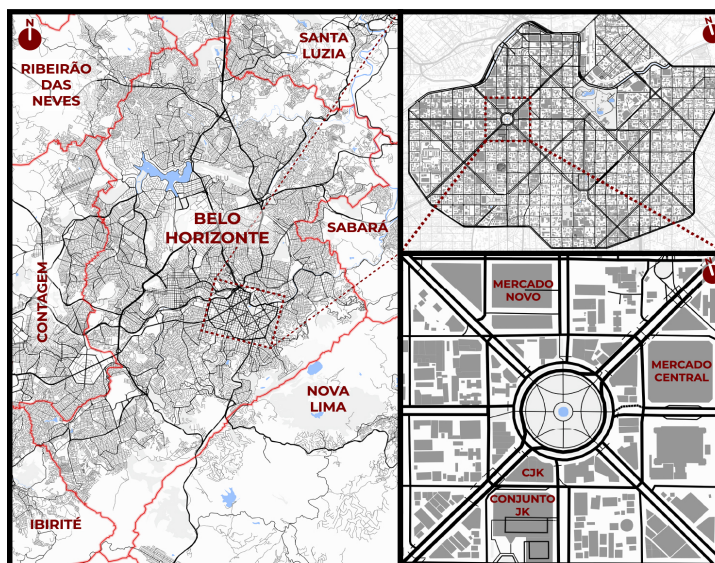 N
SANTA
LUZIA
RIBEIRÃO
DAS
NEVES
BELO
HORIZONTE
SABARÁ
CONTAGEM
NOVA
LIMA
IBIRITÉ
N
N
MERCADO
NOVO
MERCADO
CENTRAL
CJK
CONJUNTO
JK